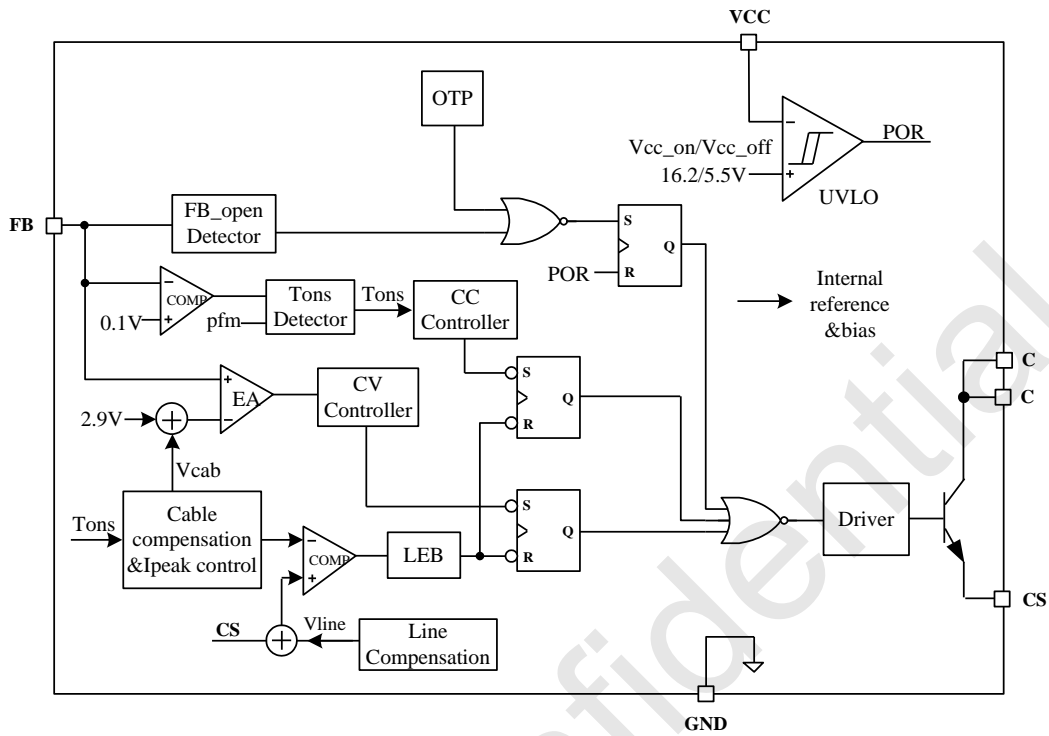 VCC
OTP
Vcc_on/Vcc_off
16.2/5.5V
−
+
POR
UVLO
FB
FB_open
Detector
S
Q
R
POR
Internal
reference
&bias
−
COMP
+
0.1V
pfm
Tons
Detector
Tons
CC
Controller
S
Q
R
C
C
+
EA
−
2.9V
+
Vcab
CV
Controller
Tons
Cable
compensation
&Ipeak control
−
COMP
+
LEB
S
Q
R
Driver
CS
CS
+
Vline
Line
Compensation
GND
nfidential